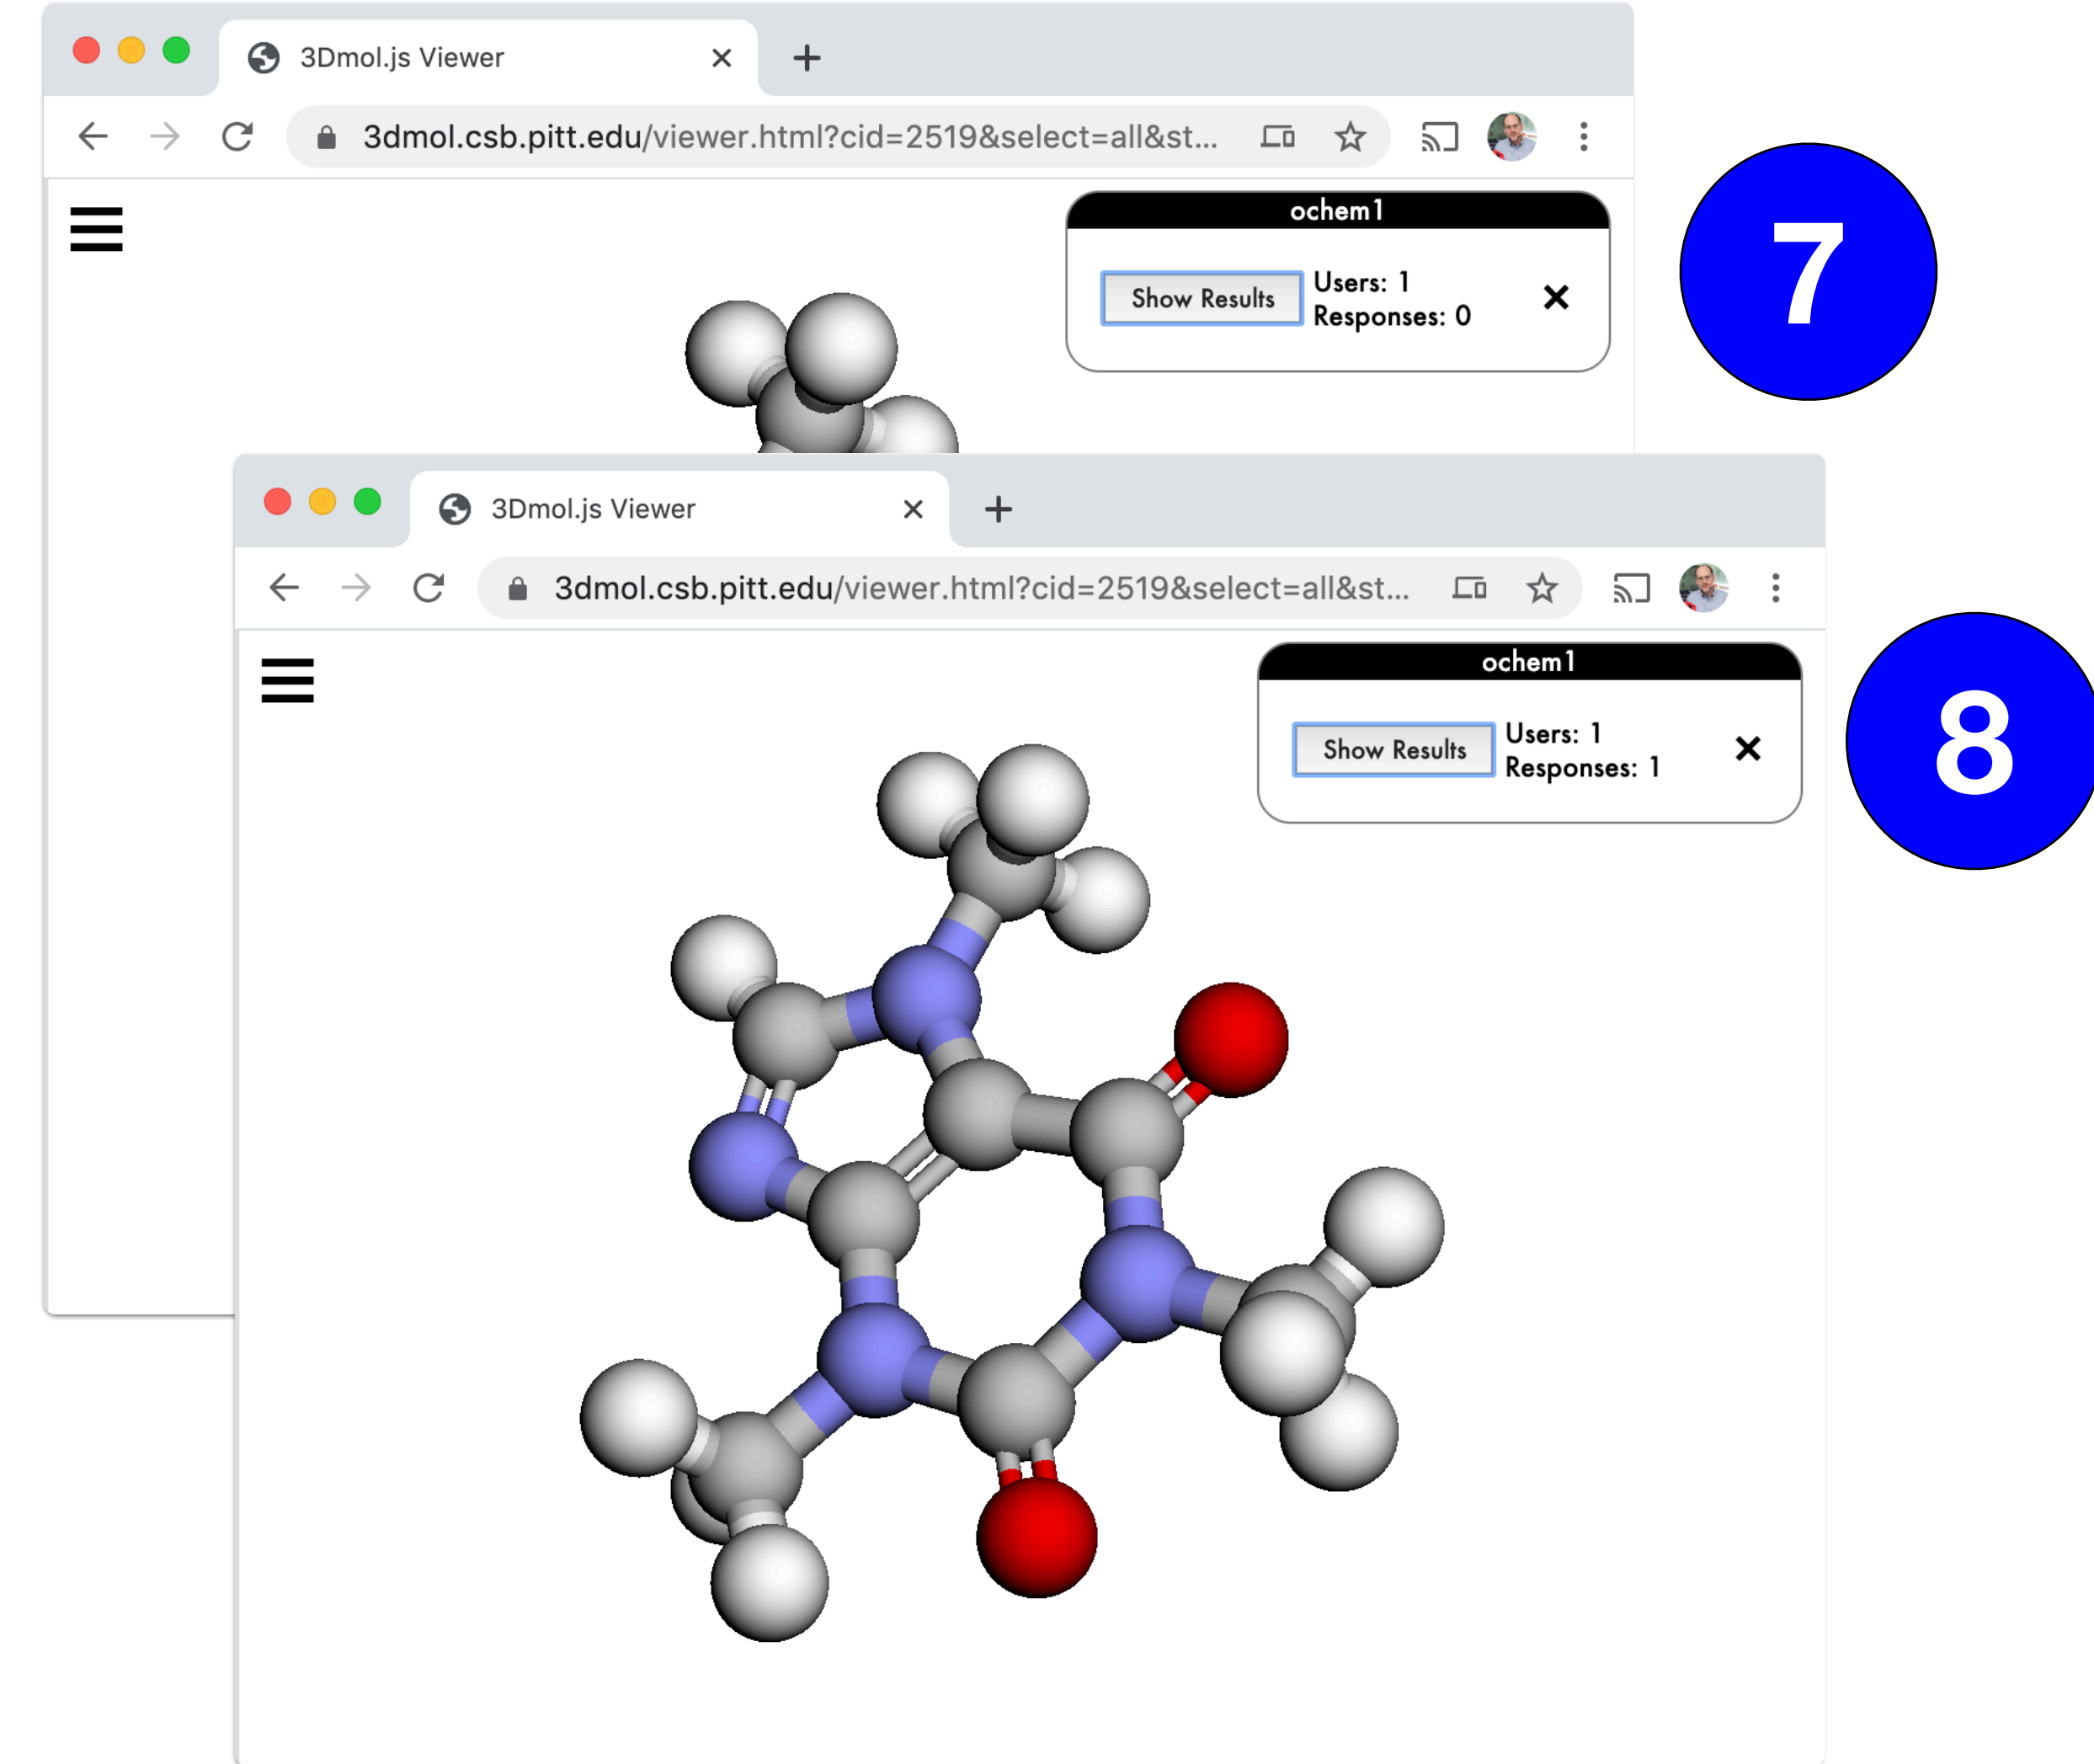 3Dmol.js Viewer
3dmol.csb.pitt.edu/viewer.html?cid=2519&select=all&st...
ochem1
Show Results
Users: 1
Responses: 0
7
3Dmol.js Viewer
3dmol.csb.pitt.edu/viewer.html?cid=2519&select=all&st...
ochem1
Show Results
Users: 1
Responses: 1
8